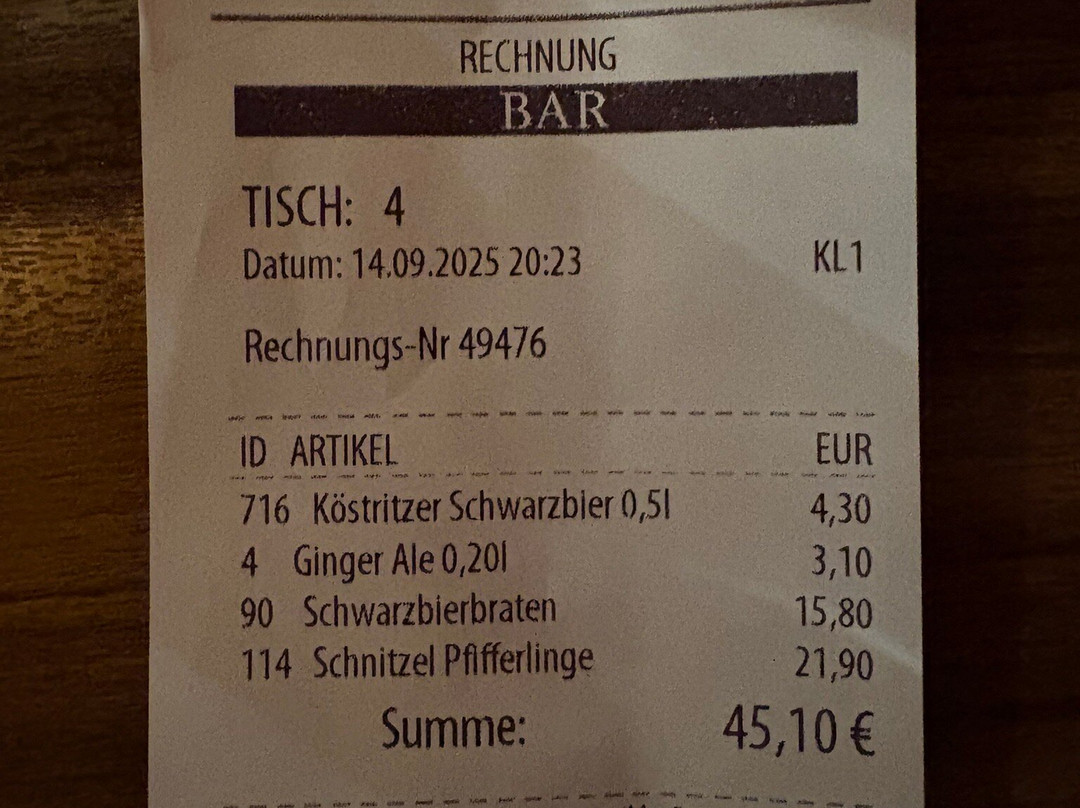 RECHNUNG
BAR
TISCH: 4
Datum: 14.09.2025 20:23 KL1
Rechnungs-Nr 49476
ID ARTIKEL EUR
716 Köstritzer Schwarzbier 0,5l 4,30
4 Ginger Ale 0,20l 3,10
90 Schwarzbierbraten 15,80
114 Schnitzel Pfifferlinge 21,90
Summe: 45,10 €